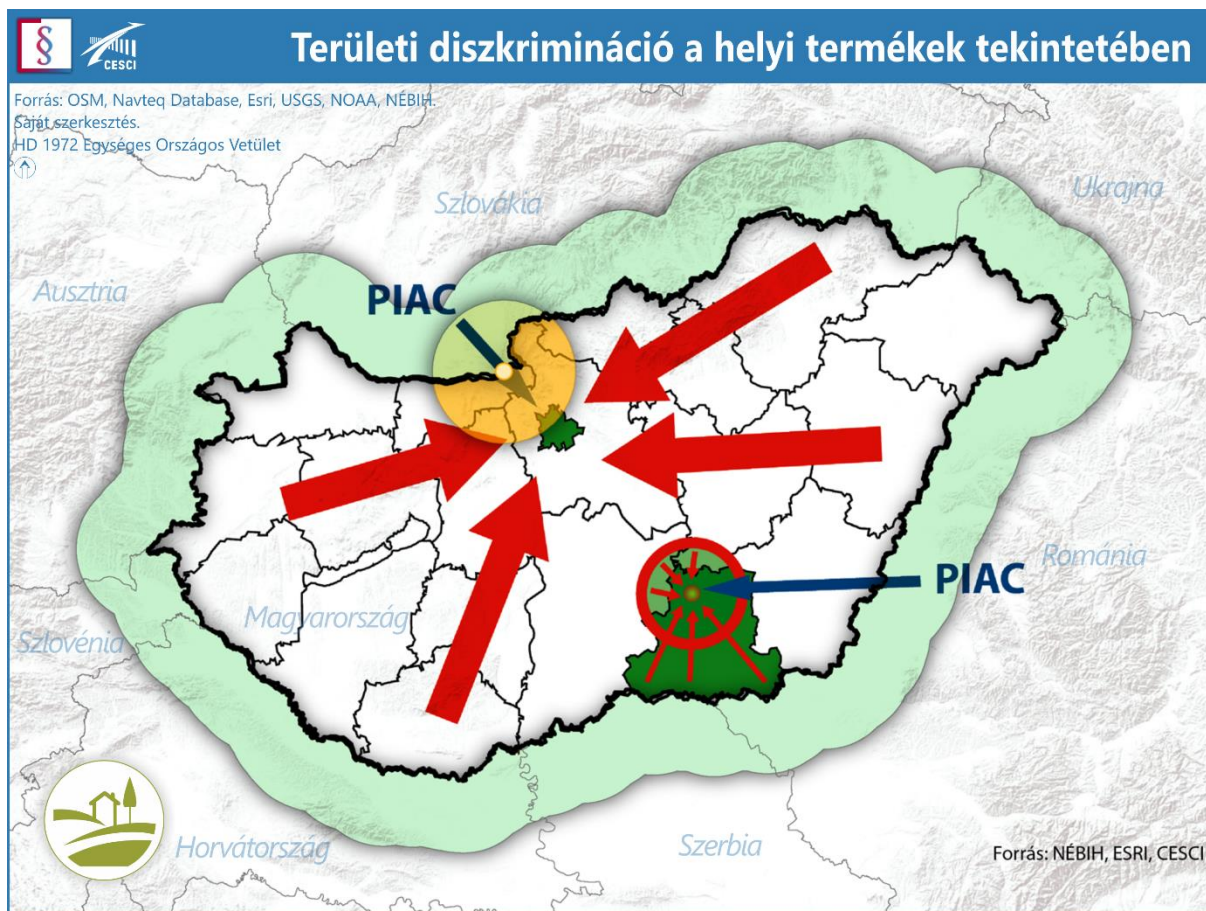 §
CESCI
Területi diszkrimináció a helyi termékek tekintetében
Forrás: OSM, Navteq Database, Esri, USGS, NOAA, NÉBIH.
Saját szerkesztés.
HD 1972 Egységes Országos Vetület
Szlovákia
Ukrajna
Ausztria
PIAC
Románia
PIAC
Magyarország
Szlovénia
Horvátország
Szerbia
Forrás: NÉBIH, ESRI, CESCI